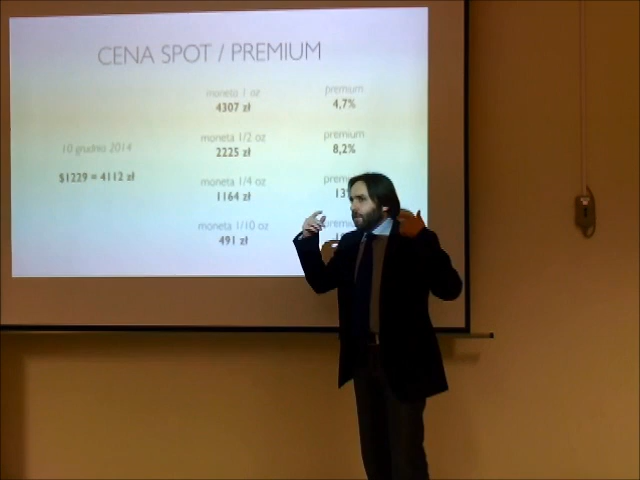 CENA SPOT / PREMIUM
10 grudnia 2014
$1229 = 4112 zł
moneta 1 oz
4307 zł
premium
4,7%
moneta 1/2 oz
2225 zł
premium
8,2%
moneta 1/4 oz
1164 zł
13
moneta 1/10 oz
491 zł